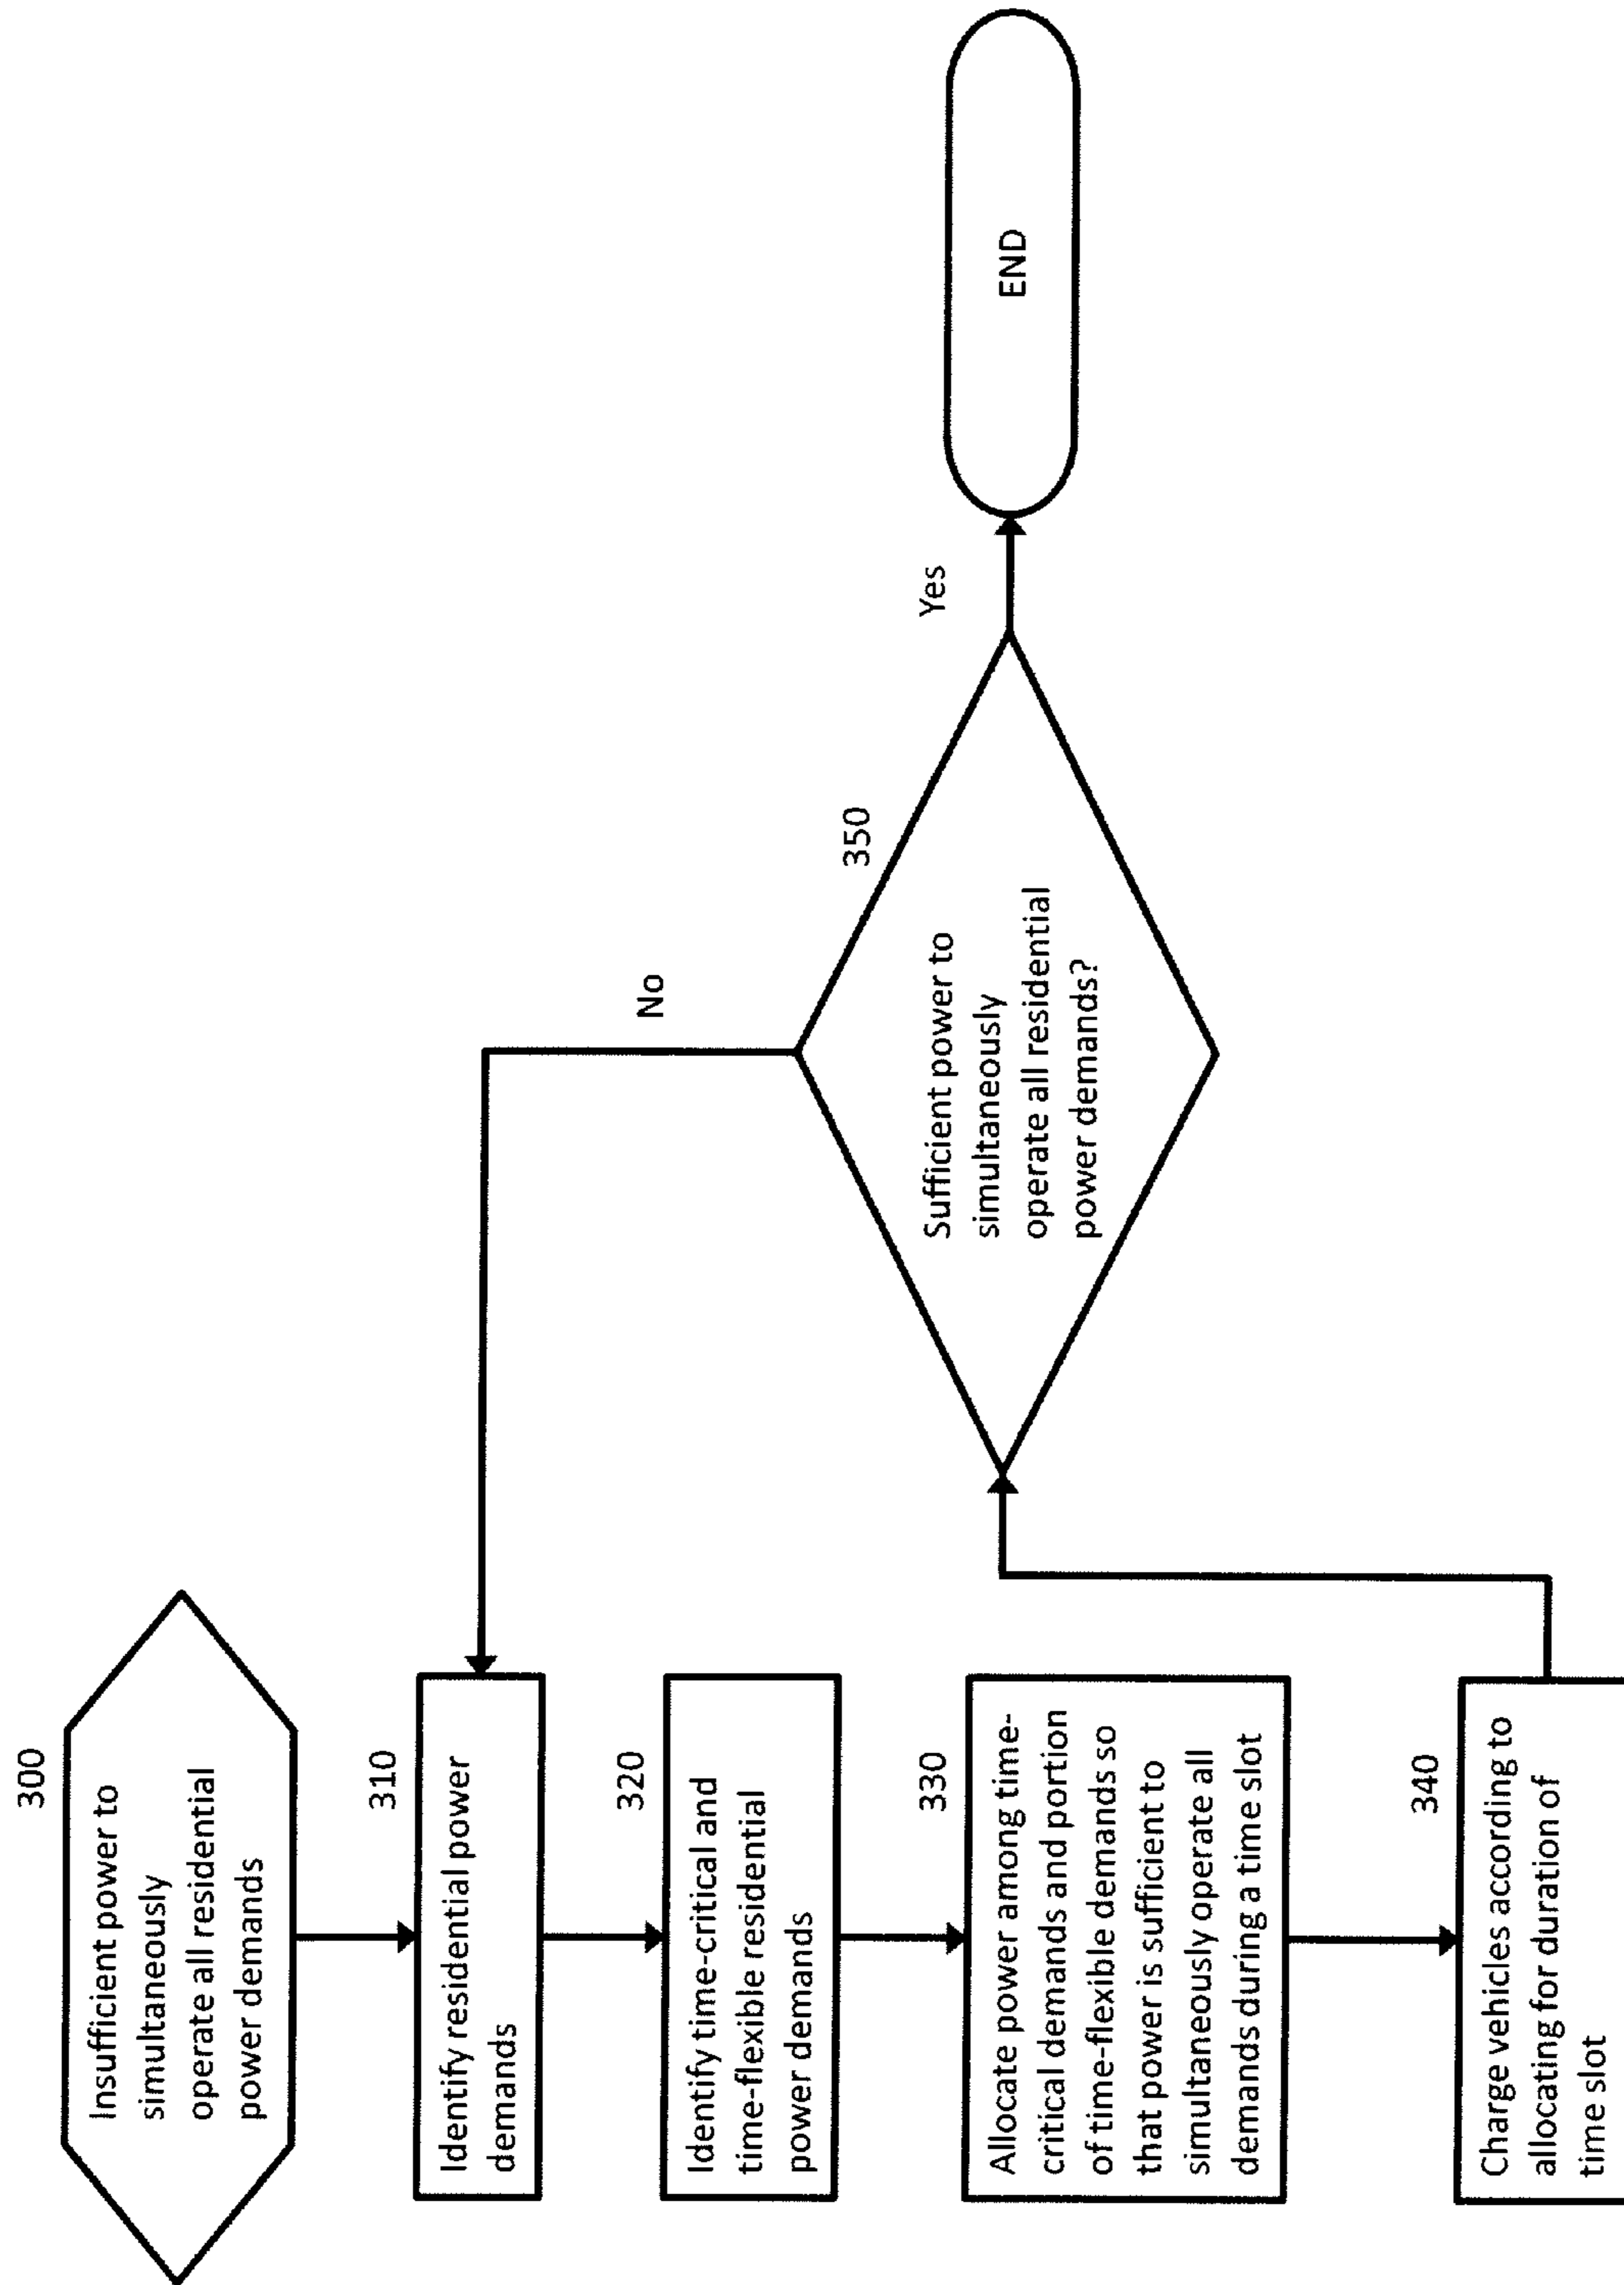 300
Insufficient power to
simultaneously
operate all residential
power demands
310
Identify residential power
demands
320
Identify time-critical and
time-flexible residential
power demands
330
Allocate power among time-
critical demands and portion
of time-flexible demands so
that power is sufficient to
simultaneously operate all
demands during a time slot
340
Charge vehicles according to
allocating for duration of
time slot
350
Sufficient power to
simultaneously
operate all residential
power demands?
No
Yes
END